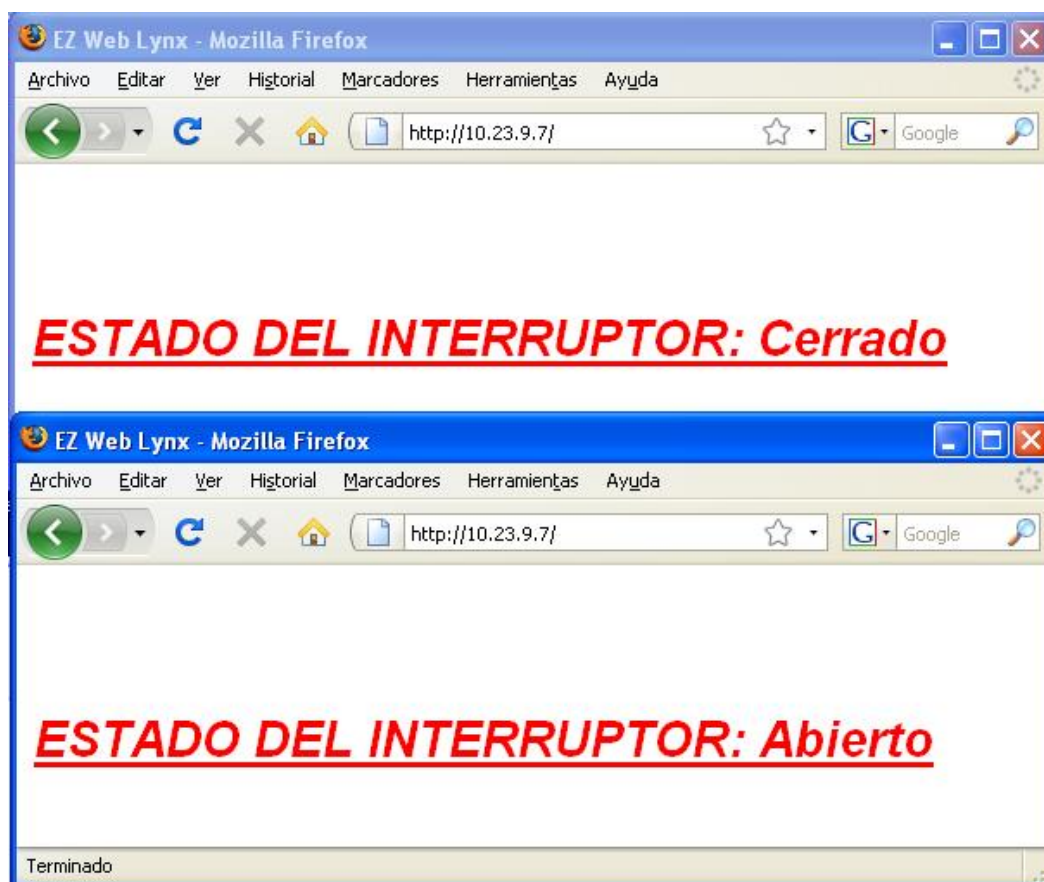 EZ Web Lynx - Mozilla Firefox
Archivo Editar Ver Historial Marcadores Herramientas Ayuda
http://10.23.9.7/ G Google
ESTADO DEL INTERRUPTOR: Cerrado
EZ Web Lynx - Mozilla Firefox
Archivo Editar Ver Historial Marcadores Herramientas Ayuda
http://10.23.9.7/ G Google
ESTADO DEL INTERRUPTOR: Abierto
Terminado